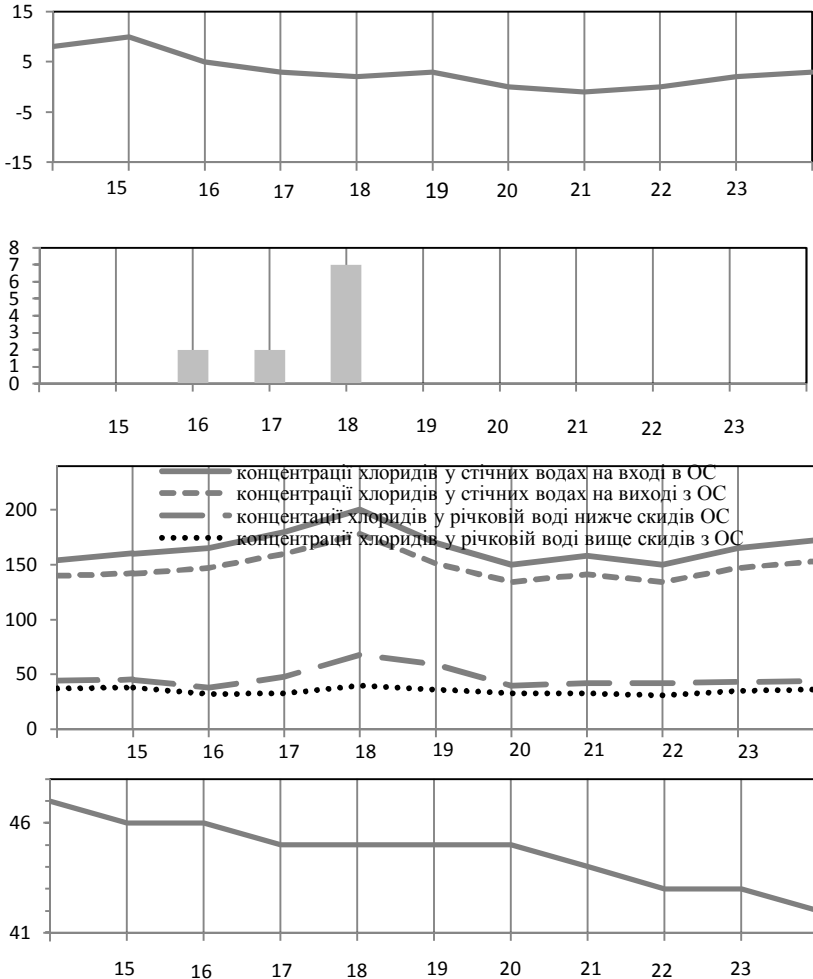 15
5
-5
-15
15 16 17 18 19 20 21 22 23
8
7
6
5
4
3
2
1
0
15 16 17 18 19 20 21 22 23
концентрації хлоридів у стічних водах на вході в ОС
концентрації хлоридів у стічних водах на виході з ОС
концентації хлоридів у річковій воді нижче скидів ОС
концентрації хлоридів у річковій воді вище скидів з ОС
200
150
100
50
0
15 16 17 18 19 20 21 22 23
46
41
15 16 17 18 19 20 21 22 23